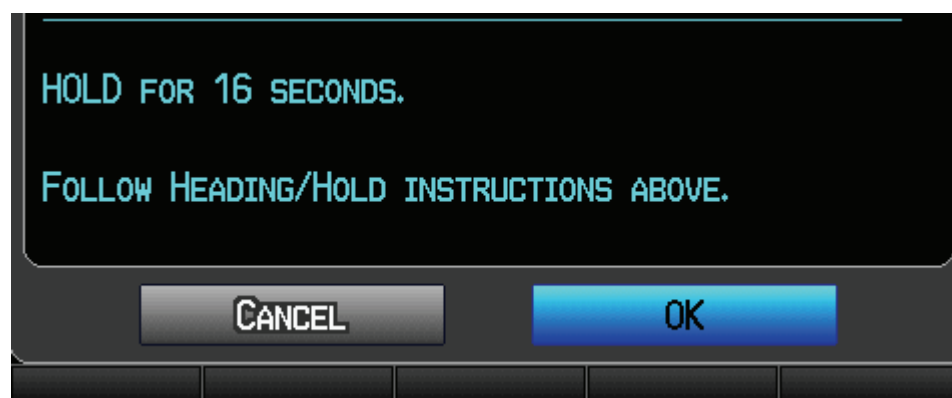 HOLD FOR 16 SECONDS.
FOLLOW HEADING/HOLD INSTRUCTIONS ABOVE.
CANCEL
OK